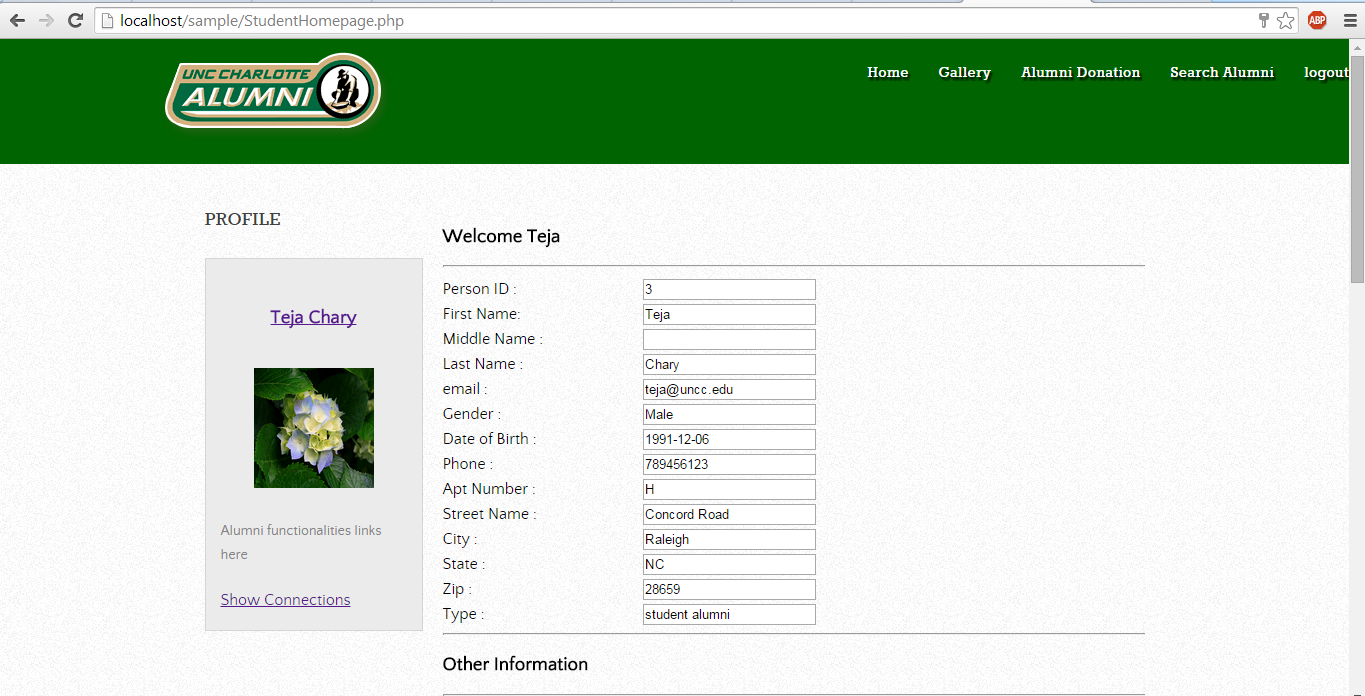 localhost/sample/StudentHomepage.php
ABP
UNC CHARLOTTE
ALUMNI
Home Gallery Alumni Donation Search Alumni logout
PROFILE
Teja Chary
Alumni functionalities links
here
Show Connections
Welcome Teja
Person ID : 3
First Name: Teja
Middle Name :
Last Name : Chary
email : teja@uncc.edu
Gender : Male
Date of Birth : 1991-12-06
Phone : 789456123
Apt Number : H
Street Name : Concord Road
City : Raleigh
State : NC
Zip : 28659
Type : student alumni
Other Information